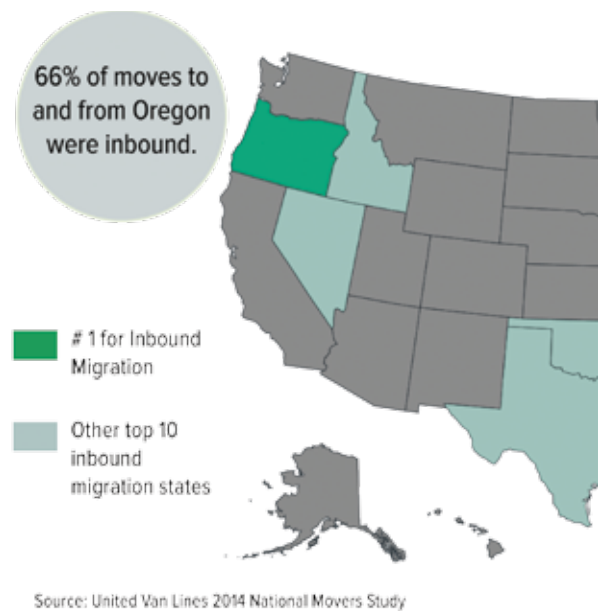 66% of moves to
and from Oregon
were inbound.
# 1 for Inbound
Migration
Other top 10
inbound
migration states
Source: United Van Lines 2014 National Movers Study